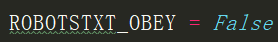 ROBOTSTXT_OBEY = False